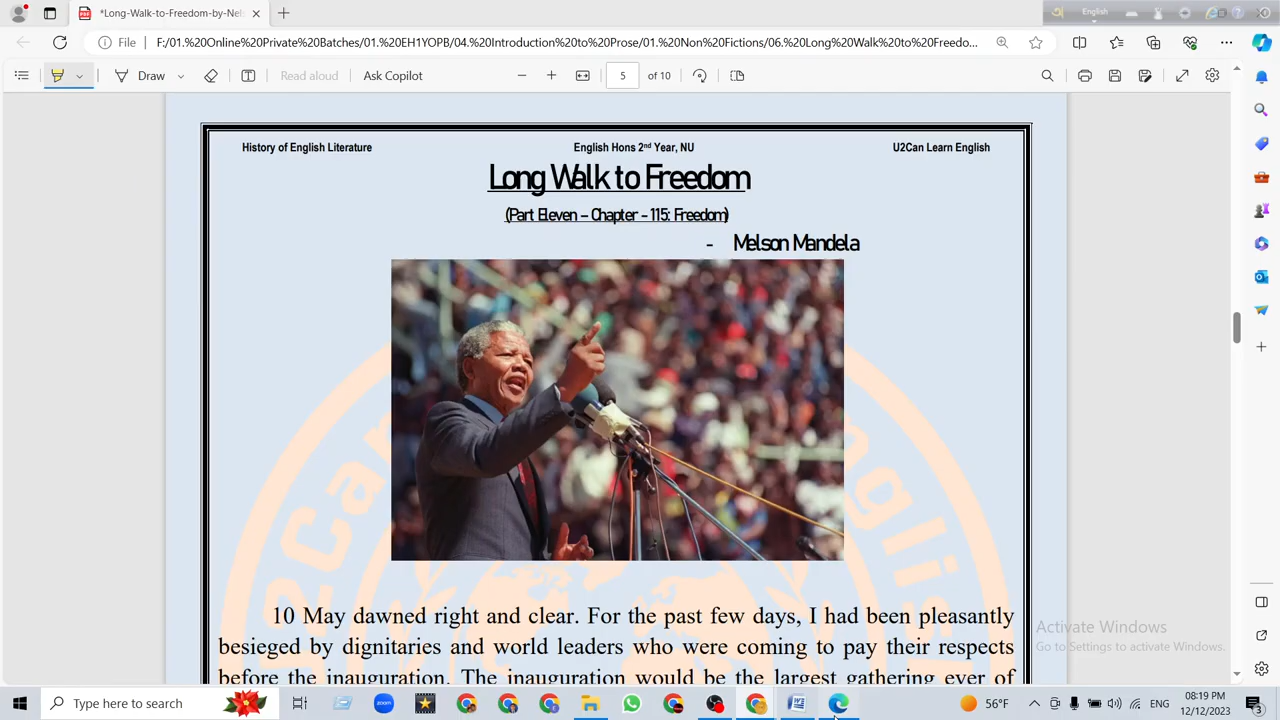 *Long-Walk-to-Freedom-by-Nels
English
File
F:/01.%20Online%20Private%20Batches/01.%20EH1YOPB/04.%20Introduction%20to%20Prose/01.%20Non%20Fictions/06.%20Long%20Walk%20to%20Freedo...
Draw
Read aloud
Ask Copilot
5
of 10
History of English Literature
English Hons 2nd Year, NU
U2Can Learn English
Long Walk to Freedom
(Part Eleven – Chapter - 115: Freedom)
- Melson Mandela
10 May dawned right and clear. For the past few days, I had been pleasantly
besieged by dignitaries and world leaders who were coming to pay their respects
before the inauguration. The inauguration would be the largest gathering ever of
Activate Windows
Go to Settings to activate Windows.
Type here to search
56°F
ENG
08:19 PM
12/12/2023
3